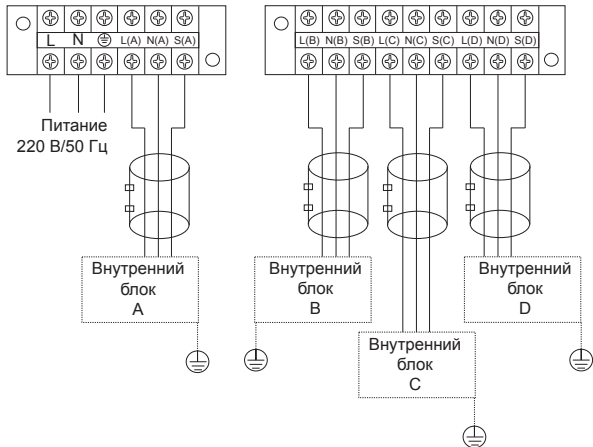 L N L(A) N(A) S(A)
L(B) N(B) S(B) L(C) N(C) S(C) L(D) N(D) S(D)
Питание
220 В/50 Гц
Внутренний
блок
A
Внутренний
блок
B
Внутренний
блок
C
Внутренний
блок
D